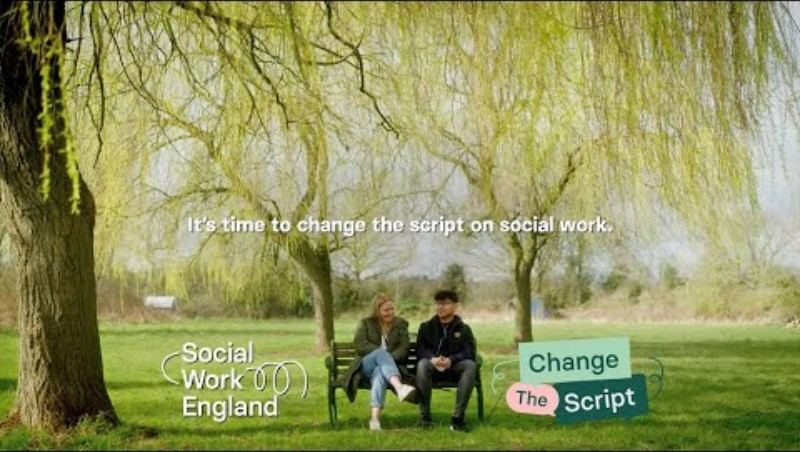 It's time to change the script on social work.
Social
Work
England
Change
The Script